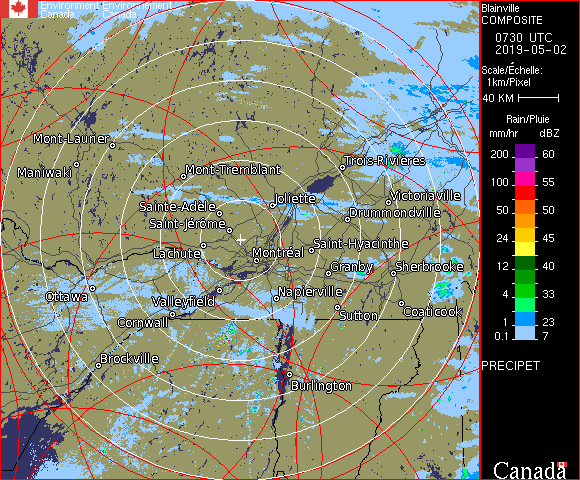 Environment Environnement
Canada Canada
Blainville
COMPOSITE
0730 UTC
2019-05-02
Scale/Échelle:
1km/Pixel
40 KM
Rain/Pluie
mm/hr dBZ
200 60
100 55
50 50
24 45
12 40
4 33
1 23
0.1 7
PRECIPET
Canada
Mont-Laurier
Maniwaki
Mont-Tremblant
Trois-Rivières
Joliette
Victoriaville
Sainte-Adèle
Drummondville
Saint-Jérôme
Lachute
Montréal
Saint-Hyacinthe
Granby
Sherbrooke
Ottawa
Valleyfield
Napierville
Cornwall
Sutton
Coaticook
Brockville
Burlington